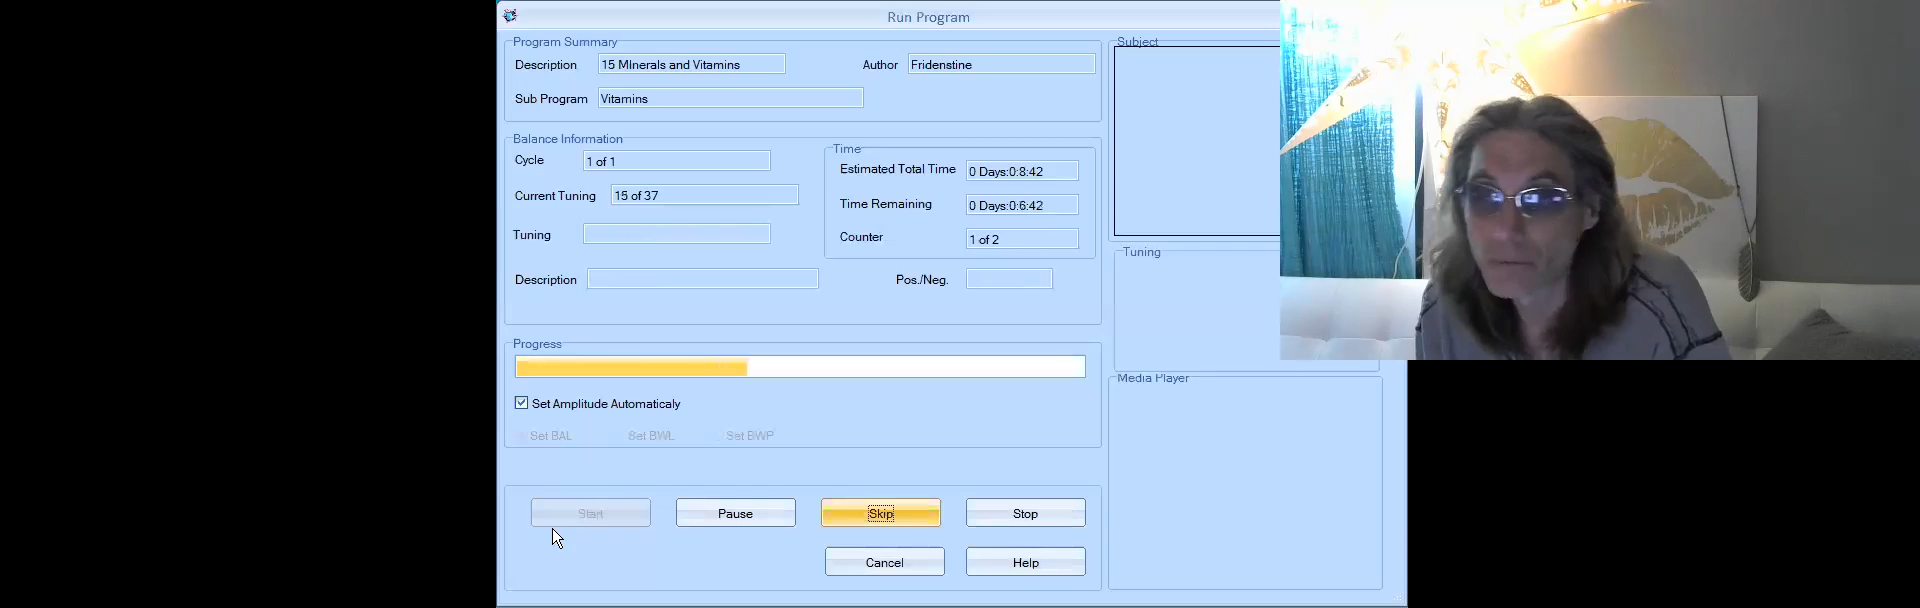 Run Program
Program Summary
Description 15 MInerals and Vitamins Author Fridenstine
Sub Program Vitamins
Balance Information
Cycle 1 of 1
Current Tuning 15 of 37
Tuning
Description Pos./Neg.
Time
Estimated Total Time 0 Days:0:8:42
Time Remaining 0 Days:0:6:42
Counter 1 of 2
Progress
Set Amplitude Automaticaly
Set BAL Set BWL Set BWP
Start Pause Skip Stop
Cancel Help
Subject
Tuning
Media Player